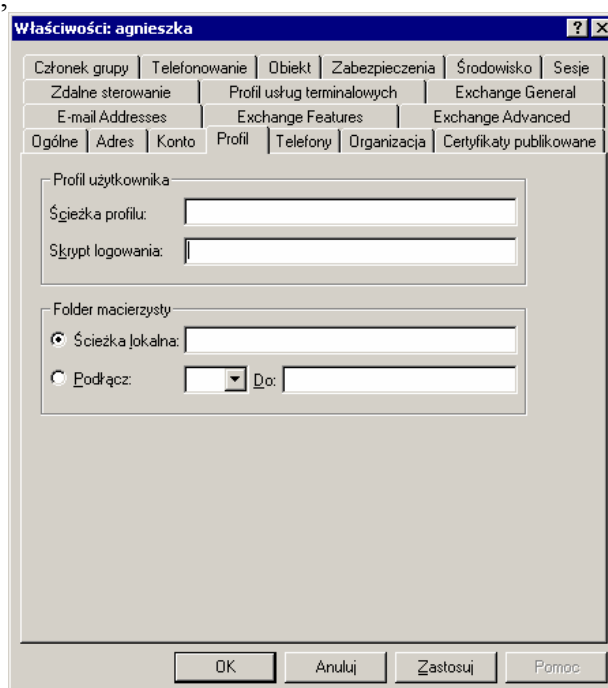 ,
Właściwości: agnieszka
Członek grupy Telefonowanie Obiekt Zabezpieczenia Środowisko Sesje
Zdalne sterowanie Profil usług terminalowych Exchange General
E-mail Addresses Exchange Features Exchange Advanced
Ogólne Adres Konto Profil Telefony Organizacja Certyfikaty publikowane
Profil użytkownika
Ścieżka profilu:
Skrypt logowania:
Folder macierzysty
Ścieżka lokalna:
Podłącz: Do:
OK Anuluj Zastosuj Pomoc